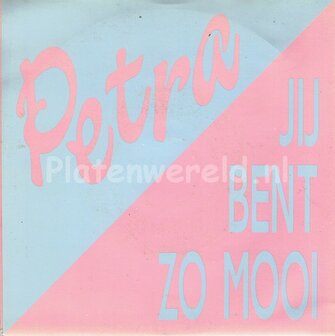 Petra
Platenwereld.nl
JIJ
BENT
ZO MOOI